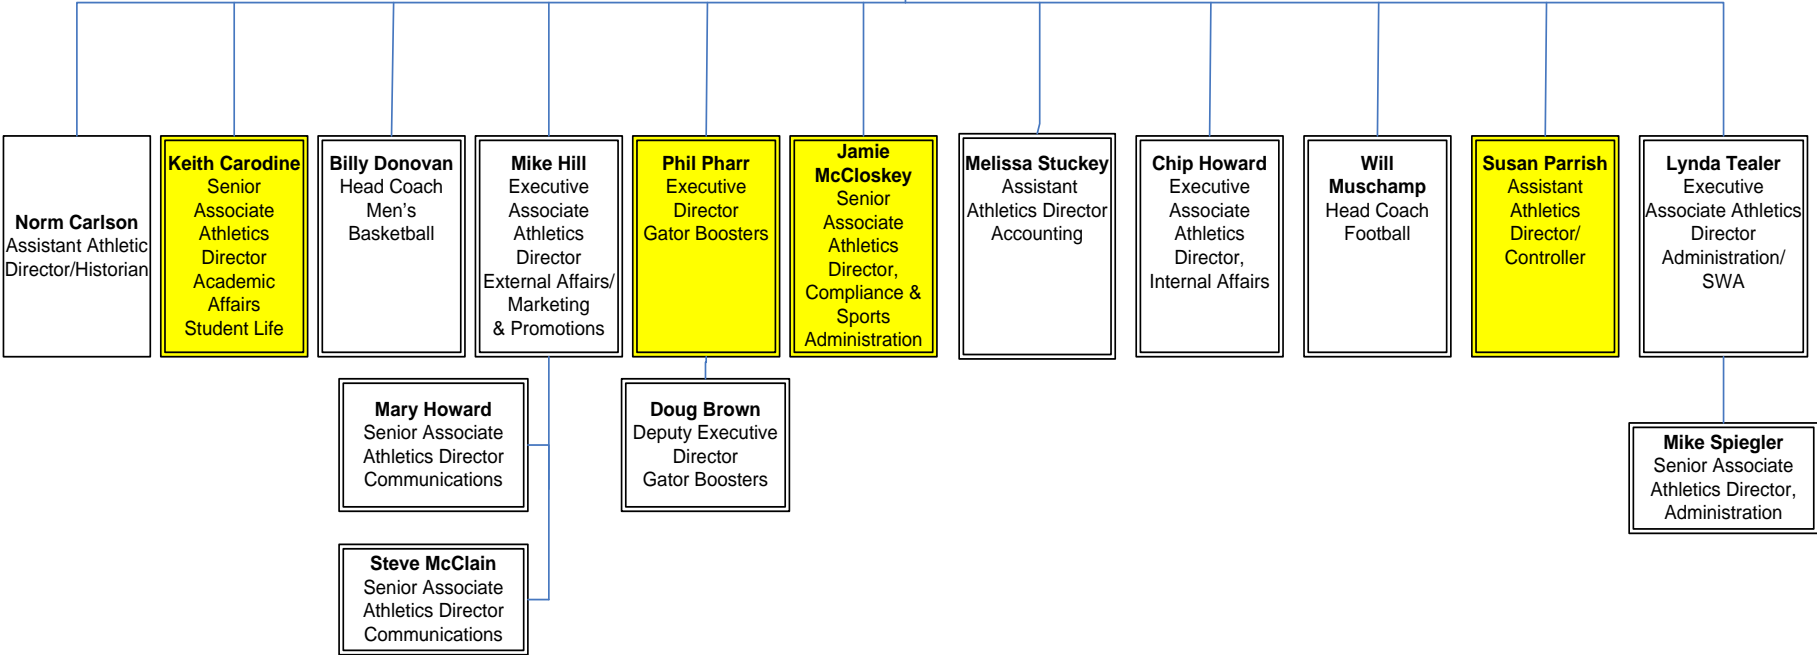 Norm Carlson
Assistant Athletic
Director/Historian
Keith Carodine
Senior
Associate
Athletics
Director
Academic
Affairs
Student Life
Billy Donovan
Head Coach
Men's
Basketball
Mike Hill
Executive
Associate
Athletics
Director
External Affairs/
Marketing
& Promotions
Phil Pharr
Executive
Director
Gator Boosters
Jamie
McCloskey
Senior
Associate
Athletics
Director,
Compliance &
Sports
Administration
Melissa Stuckey
Assistant
Athletics Director
Accounting
Chip Howard
Executive
Associate
Athletics
Director,
Internal Affairs
Will
Muschamp
Head Coach
Football
Susan Parrish
Assistant
Athletics
Director/
Controller
Lynda Tealer
Executive
Associate Athletics
Director
Administration/
SWA
Mary Howard
Senior Associate
Athletics Director
Communications
Doug Brown
Deputy Executive
Director
Gator Boosters
Mike Spiegler
Senior Associate
Athletics Director,
Administration
Steve McClain
Senior Associate
Athletics Director
Communications